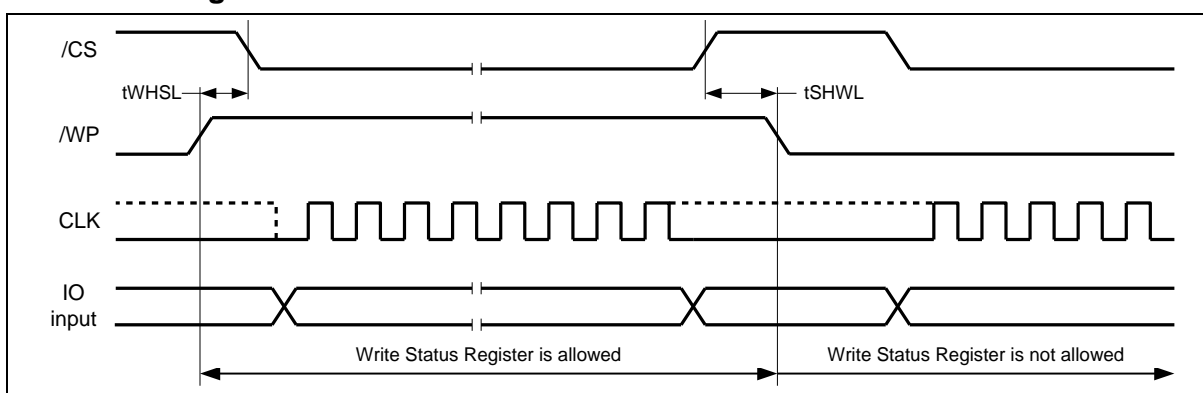 /CS
tWHSL
tSHWL
/WP
CLK
IO
input
Write Status Register is allowed
Write Status Register is not allowed